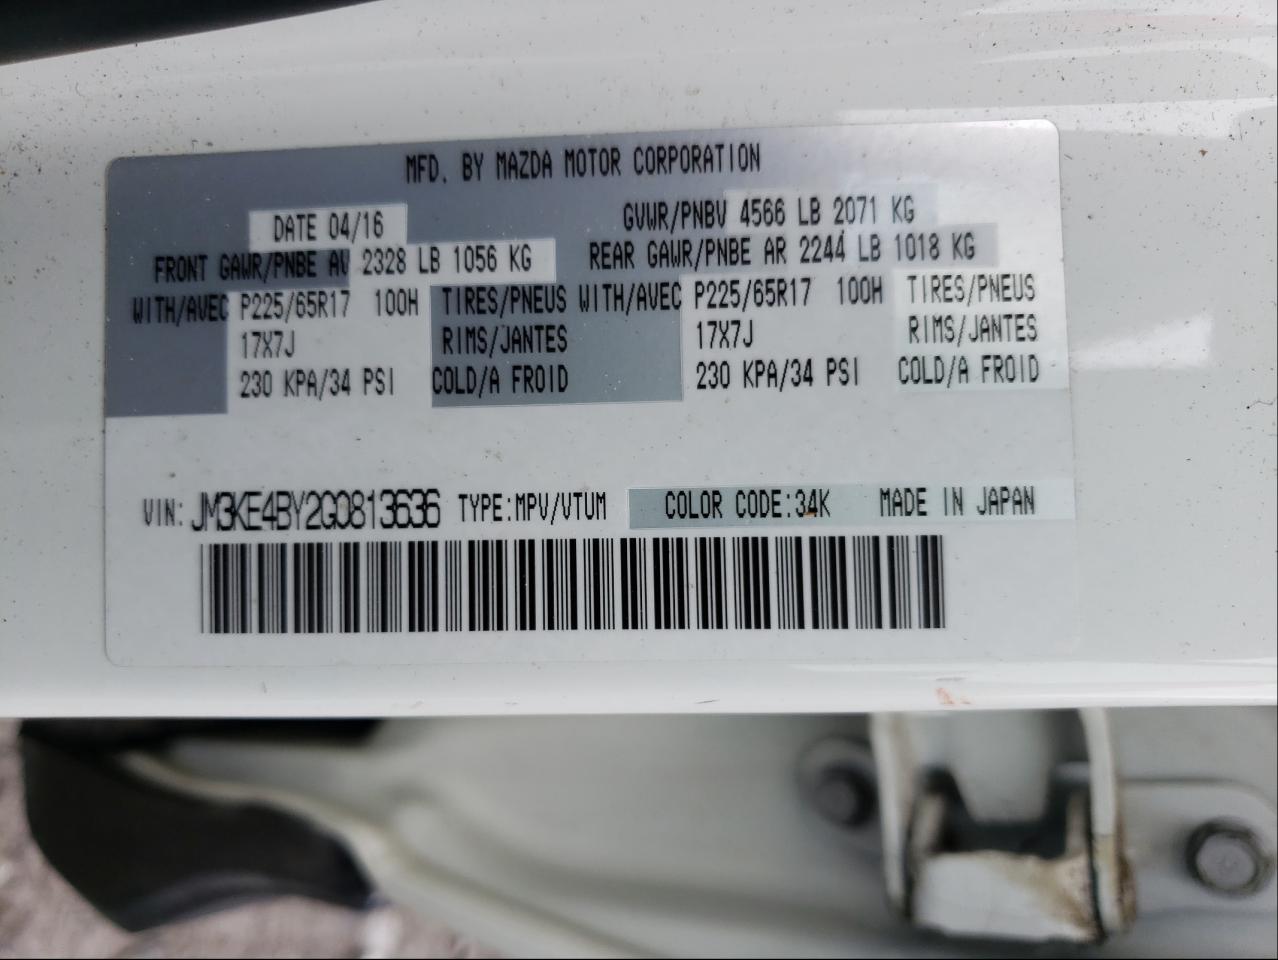 MFD. BY MAZDA MOTOR CORPORATION
DATE 04/16 GVWR/PNBV 4566 LB 2071 KG
FRONT GAWR/PNBE AV 2328 LB 1056 KG REAR GAWR/PNBE AR 2244 LB 1018 KG
WITH/AVEC P225/65R17 100H TIRES/PNEUS WITH/AVEC P225/65R17 100H TIRES/PNEUS
17X7J RIMS/JANTES 17X7J RIMS/JANTES
230 KPA/34 PSI COLD/A FROID 230 KPA/34 PSI COLD/A FROID
VIN: JM3KE4BY2G0813636 TYPE:MPV/VTUM COLOR CODE:34K MADE IN JAPAN